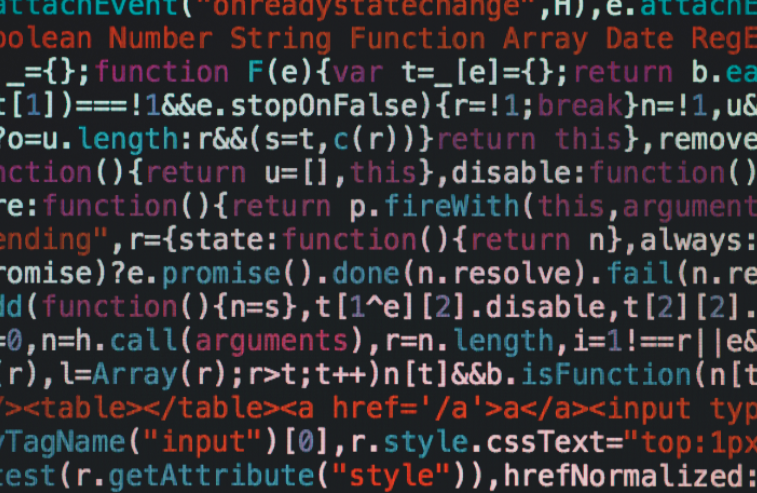 attachEvent("onreadystatechange",H),e.attachE
oolean Number String Function Array Date RegE
_={};function F(e){var t=_[e]={};return b.ea
t[1])===!1&&e.stopOnFalse){r=!1;break}n=!1,u&
?o=u.length:r&&(s=t,c(r))}return this},remove
nction(){return u=[],this},disable:function()
re:function(){return p.fireWith(this,argument
ending",r={state:function(){return n},always:
romise)?e.promise().done(n.resolve).fail(n.re
dd(function(){n=s},t[1^e][2].disable,t[2][2].
=0,n=h.call(arguments),r=n.length,i=1!==r||e&
(r),l=Array(r);r>t;t++)n[t]&&b.isFunction(n[t
/><table></table><a href='/a'>a</a><input typ
yTagName("input")[0],r.style.cssText="top:1px
test(r.getAttribute("style")),hrefNormalized: